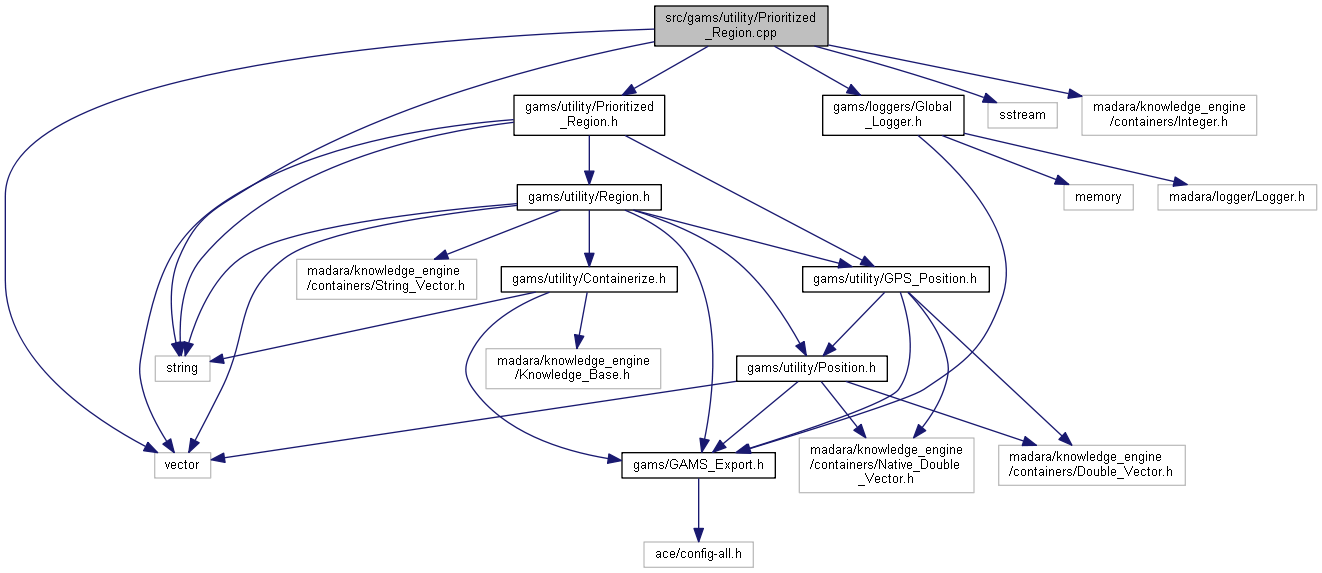 src/gams/utility/Prioritized
_Region.cpp
gams/utility/Prioritized
_Region.h
gams/loggers/Global
_Logger.h
sstream
madara/knowledge_engine
/containers/Integer.h
gams/utility/Region.h
memory
madara/logger/Logger.h
madara/knowledge_engine
/containers/String_Vector.h
gams/utility/Containerize.h
gams/utility/GPS_Position.h
string
madara/knowledge_engine
/Knowledge_Base.h
gams/utility/Position.h
vector
gams/GAMS_Export.h
madara/knowledge_engine
/containers/Native_Double
_Vector.h
madara/knowledge_engine
/containers/Double_Vector.h
ace/config-all.h